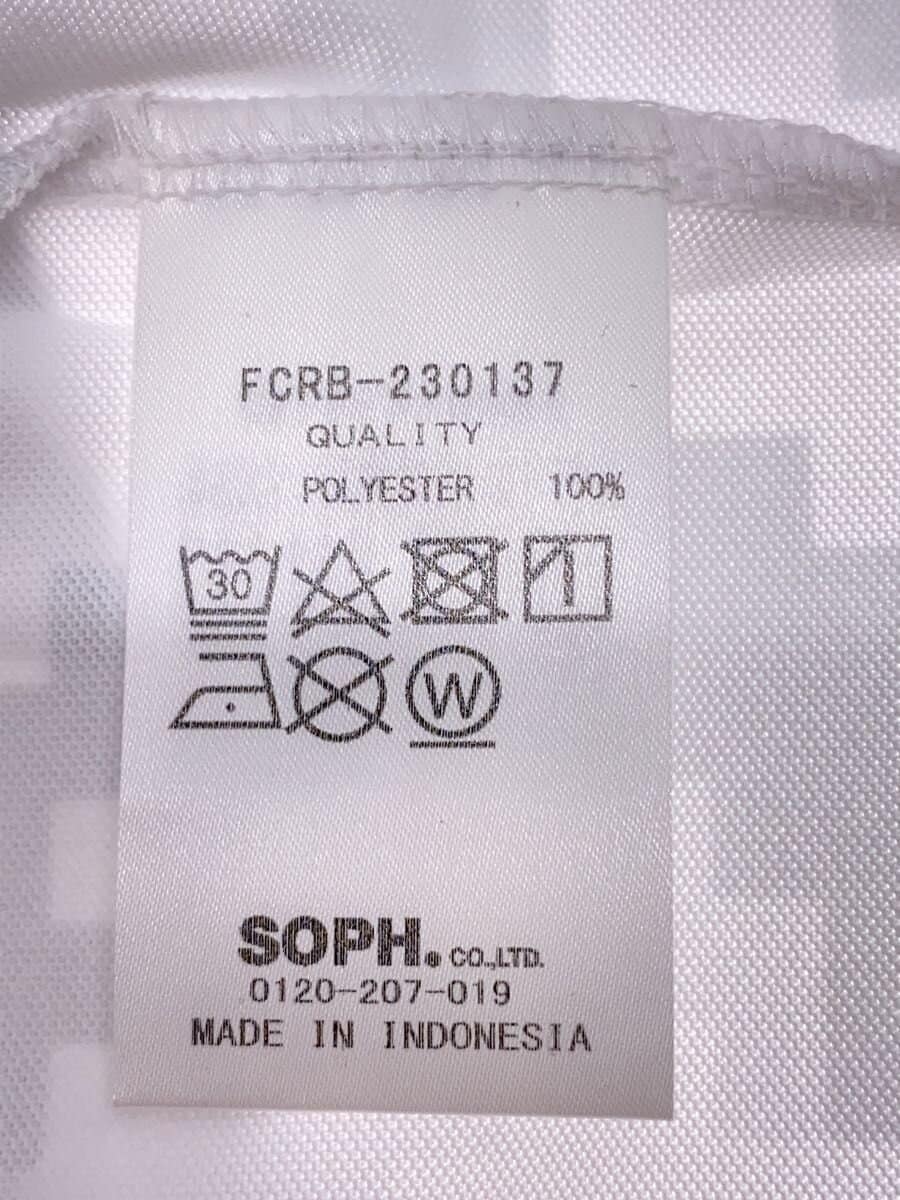 FCRB-230137
QUALITY
POLYESTER 100%
30
W
SOPH. CO.,LTD.
0120-207-019
MADE IN INDONESIA